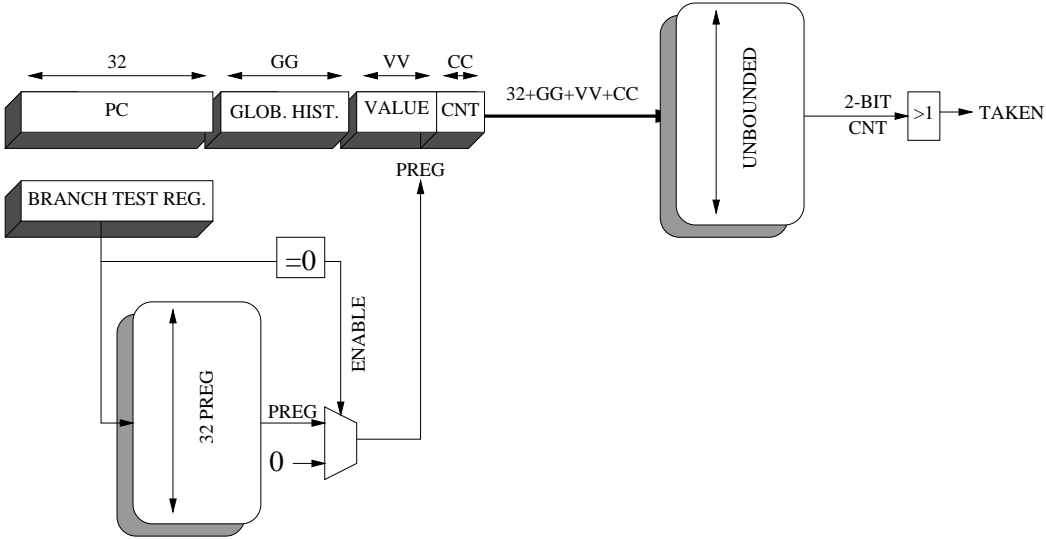 32
GG
VV
CC
PC
GLOB. HIST.
VALUE
CNT
32+GG+VV+CC
UNBOUNDED
2-BIT
CNT
>1
TAKEN
PREG
BRANCH TEST REG.
=0
ENABLE
32 PREG
PREG
0